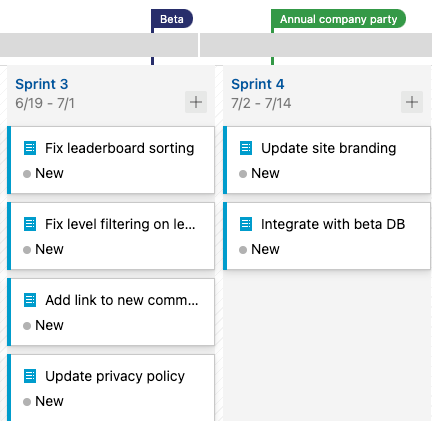 Beta
Annual company party
Sprint 3
6/19 - 7/1
Fix leaderboard sorting
New
Fix level filtering on le...
New
Add link to new comm...
New
Update privacy policy
New
Sprint 4
7/2 - 7/14
Update site branding
New
Integrate with beta DB
New